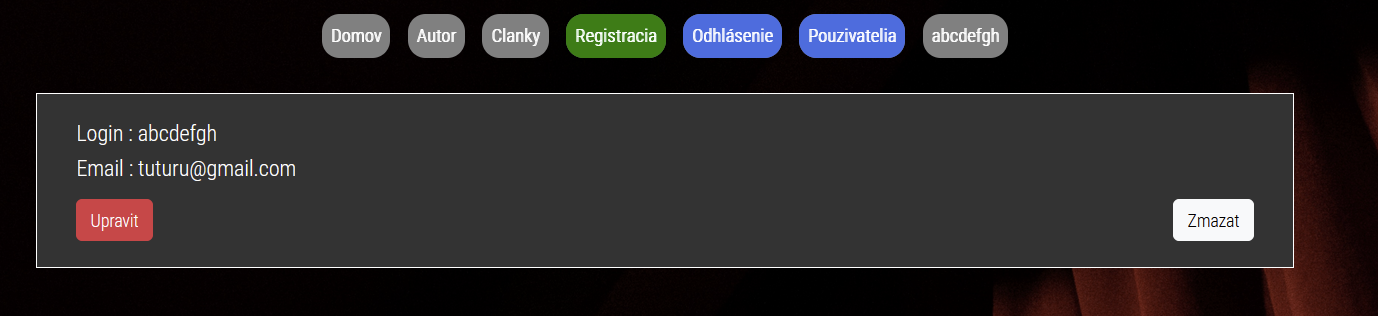 Domov Autor Clanky Registracia Odhlásenie Pouzivatelia abcdefgh
Login : abcdefgh
Email : tuturu@gmail.com
Upravit Zmazat